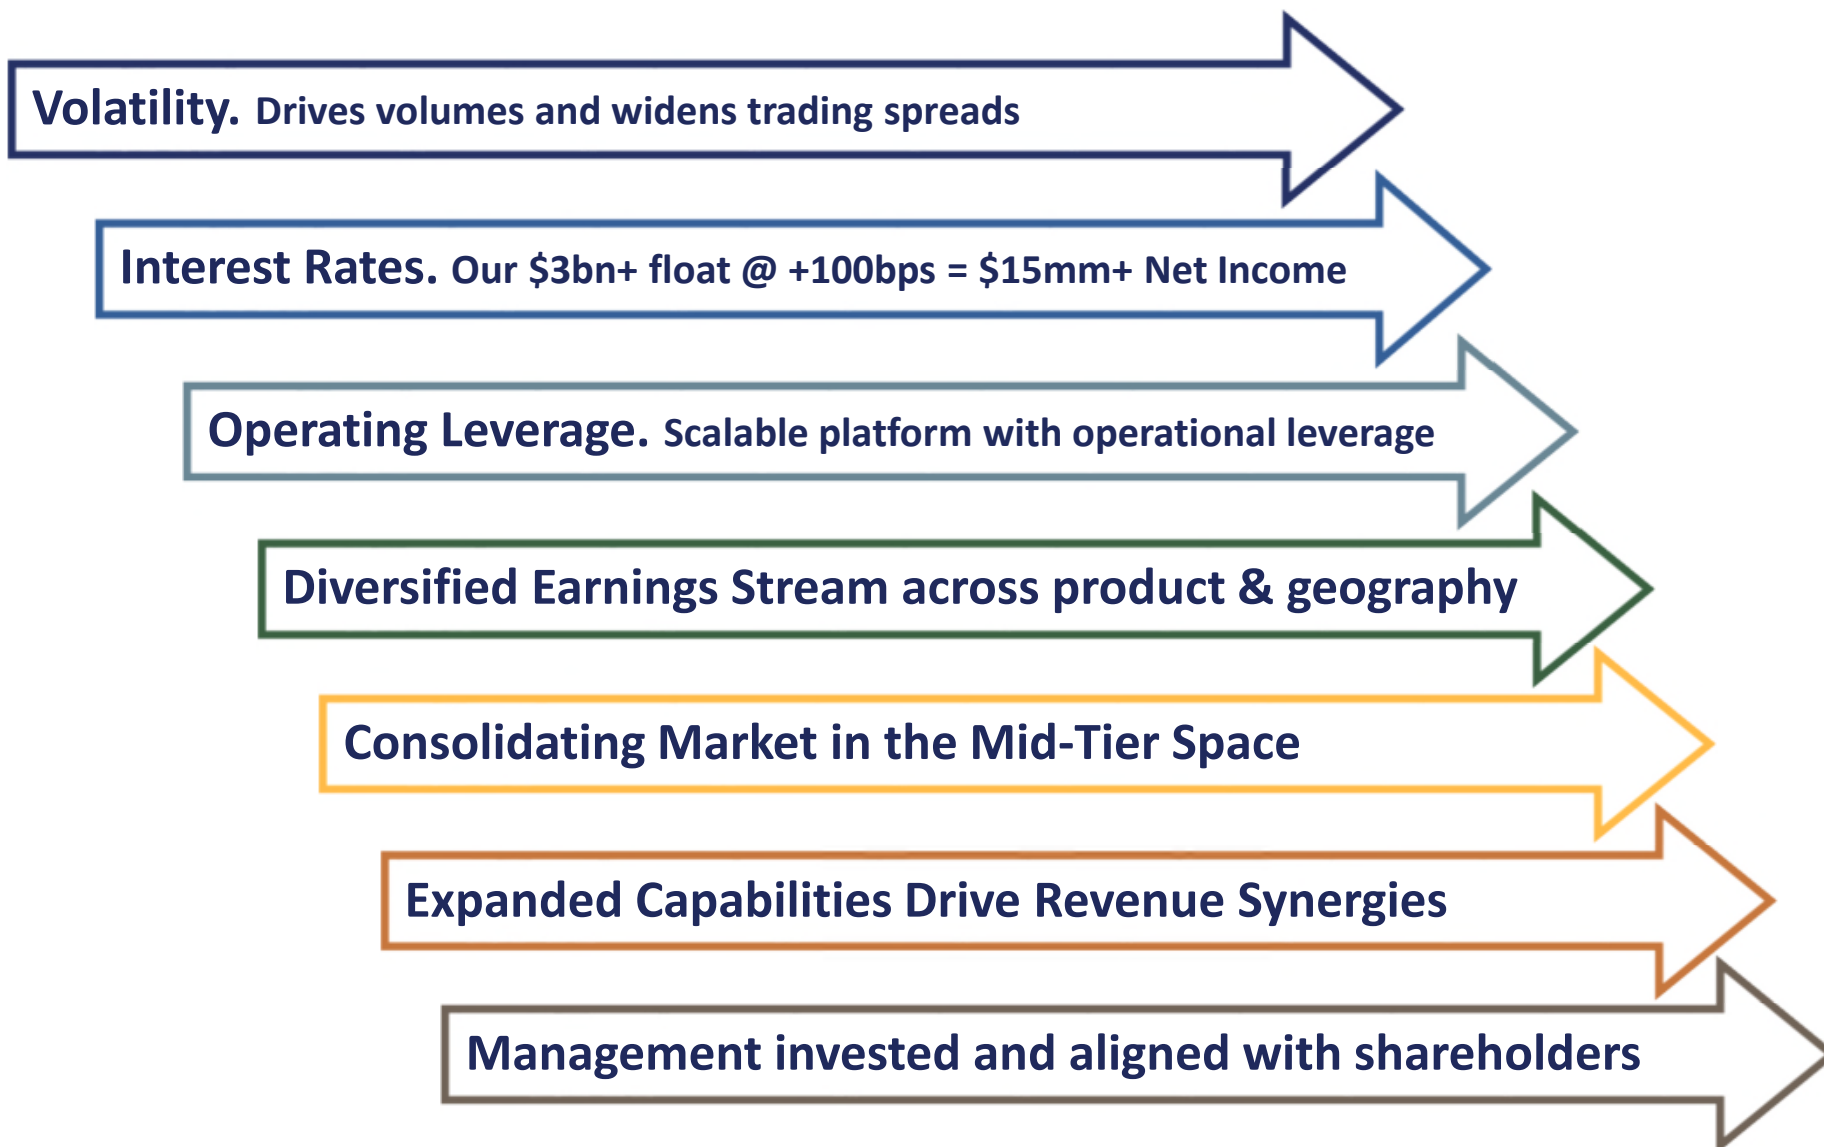 Volatility. Drives volumes and widens trading spreads
Interest Rates. Our $3bn+ float @ +100bps = $15mm+ Net Income
Operating Leverage. Scalable platform with operational leverage
Diversified Earnings Stream across product & geography
Consolidating Market in the Mid-Tier Space
Expanded Capabilities Drive Revenue Synergies
Management invested and aligned with shareholders